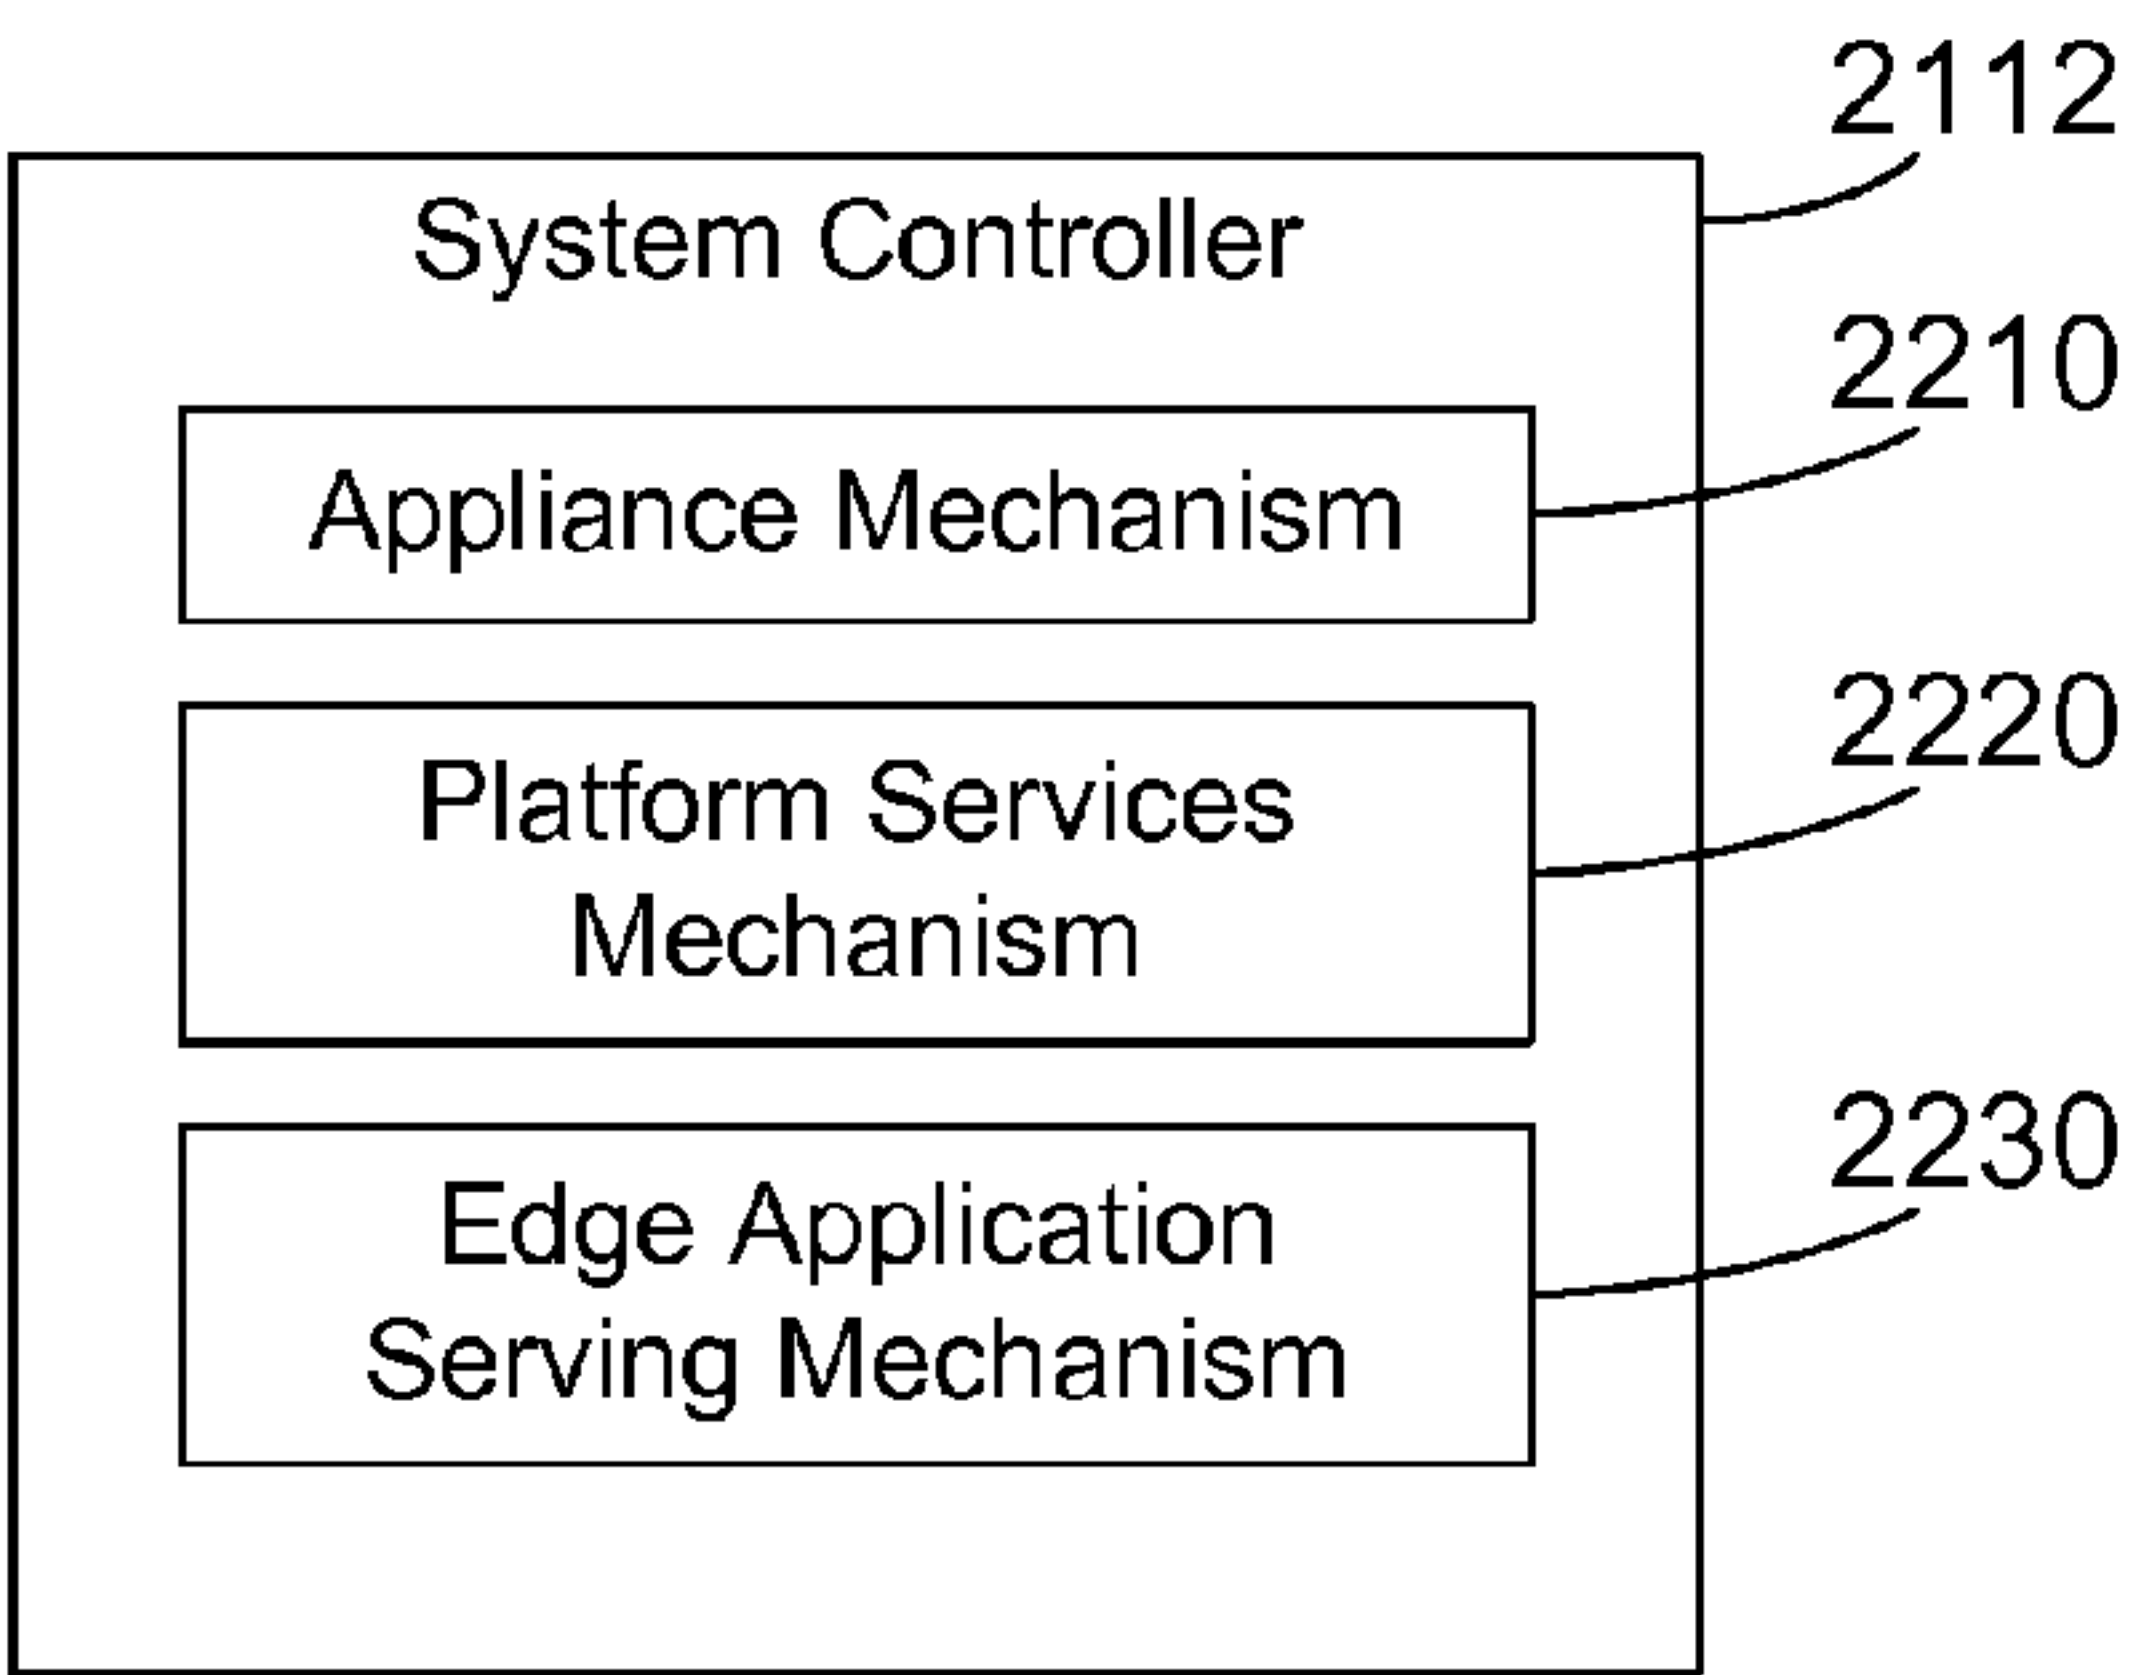 2112
System Controller
2210
Appliance Mechanism
2220
Platform Services
Mechanism
2230
Edge Application
Serving Mechanism